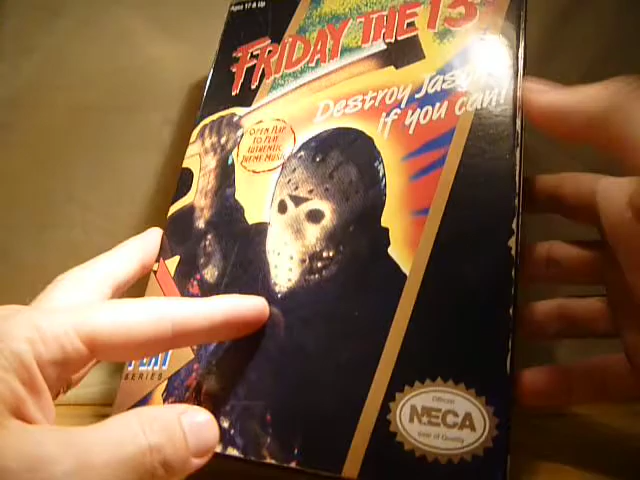 Ages 17 & Up
FRIDAY THE 13
Destroy Jason
if you can!
OPEN FLAP
TO PLAY
AUTHENTIC
THEME MUSIC
PLAY
SERIES
Official
NECA
Seal of Quality